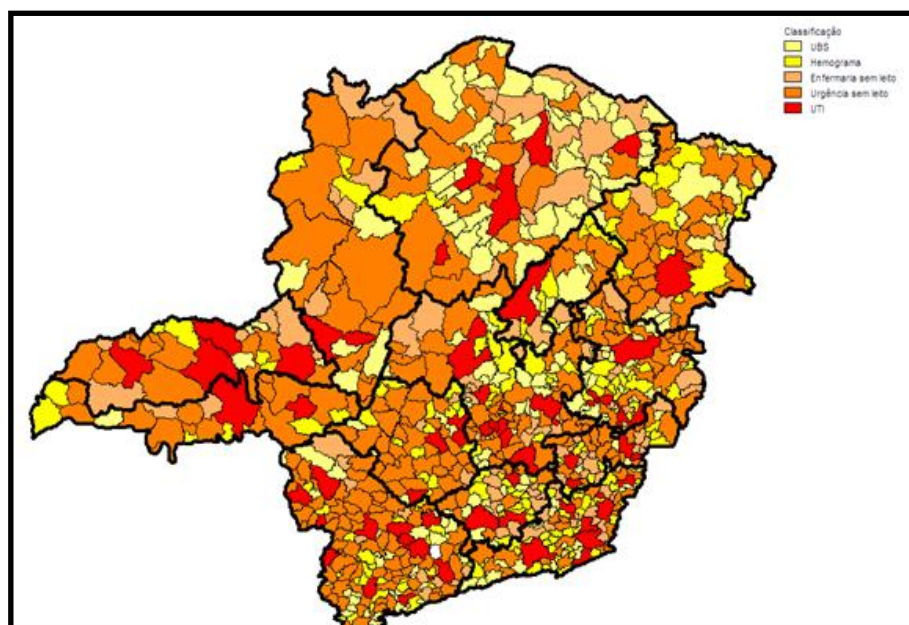 Classificação
UBS
Hemograma
Enfermaria sem leito
Urgência sem leito
UTI